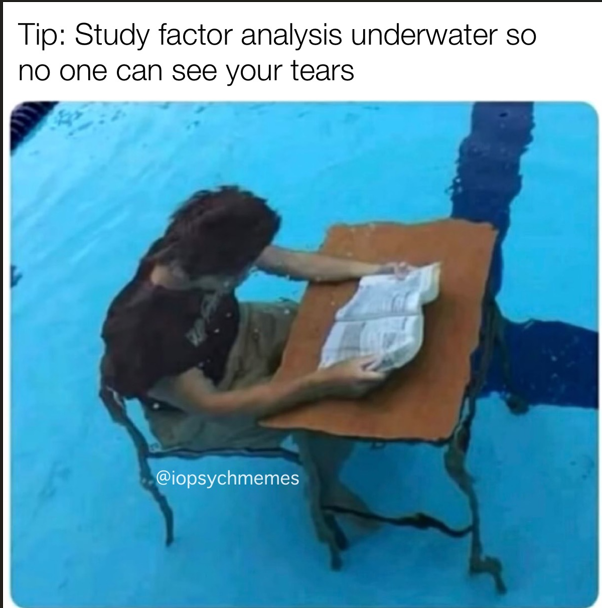 Tip: Study factor analysis underwater so
no one can see your tears
@iopsychmemes